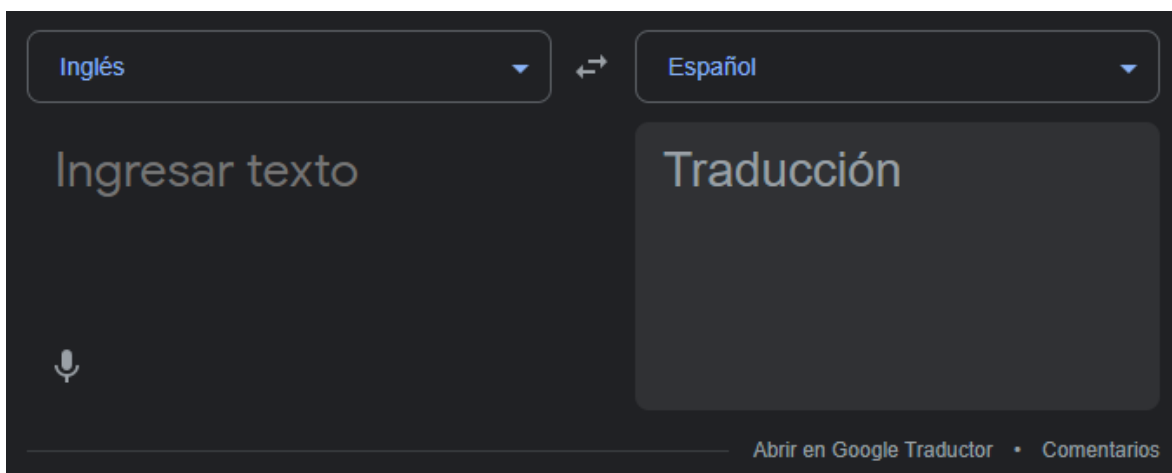 Inglés
Español
Ingresar texto
Traducción
Abrir en Google Traductor • Comentarios